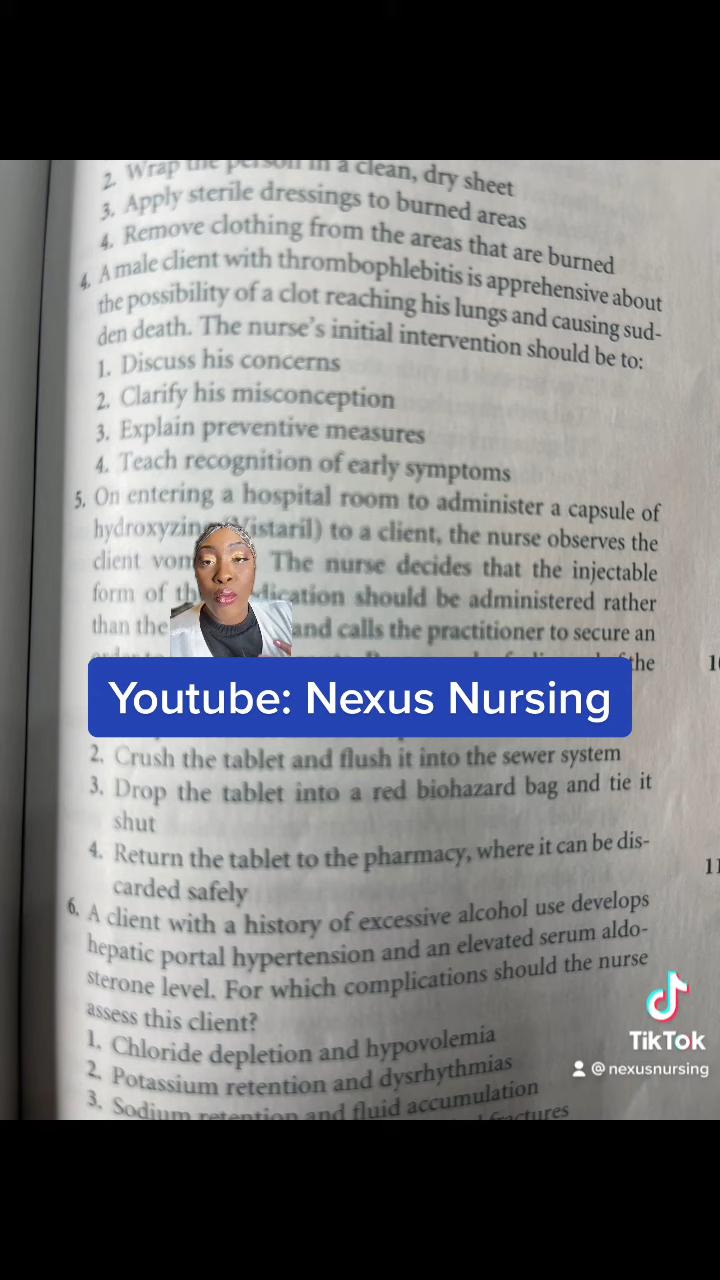 2. Wrap the person in a clean, dry sheet
3. Apply sterile dressings to burned areas
4. Remove clothing from the areas that are burned
4. A male client with thrombophlebitis is apprehensive about
the possibility of a clot reaching his lungs and causing sud-
den death. The nurse's initial intervention should be to:
1. Discuss his concerns
2. Clarify his misconception
3. Explain preventive measures
4. Teach recognition of early symptoms
5. On entering a hospital room to administer a capsule of
hydroxyzine (Vistaril) to a client, the nurse observes the
client The nurse decides that the injectable
form of should be administered rather
than the and calls the practitioner to secure an
the
10
Youtube: Nexus Nursing
2. Crush the tablet and flush it into the sewer system
3. Drop the tablet into a red biohazard bag and tie it
shut
4. Return the tablet to the pharmacy, where it can be dis-
carded safely
11
6. A client with a history of excessive alcohol use develops
hepatic portal hypertension and an elevated serum aldo-
sterone level. For which complications should the nurse
assess this client?
1. Chloride depletion and hypovolemia
2. Potassium retention and dysrhythmias
3. Sodium retention and fluid accumulation
fractures
TikTok
@nexusnursing